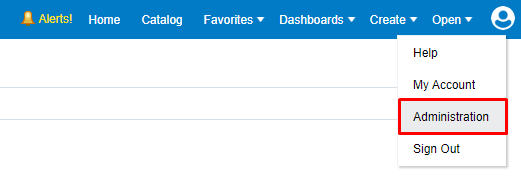 Alerts! Home Catalog Favorites Dashboards Create Open
Help
My Account
Administration
Sign Out